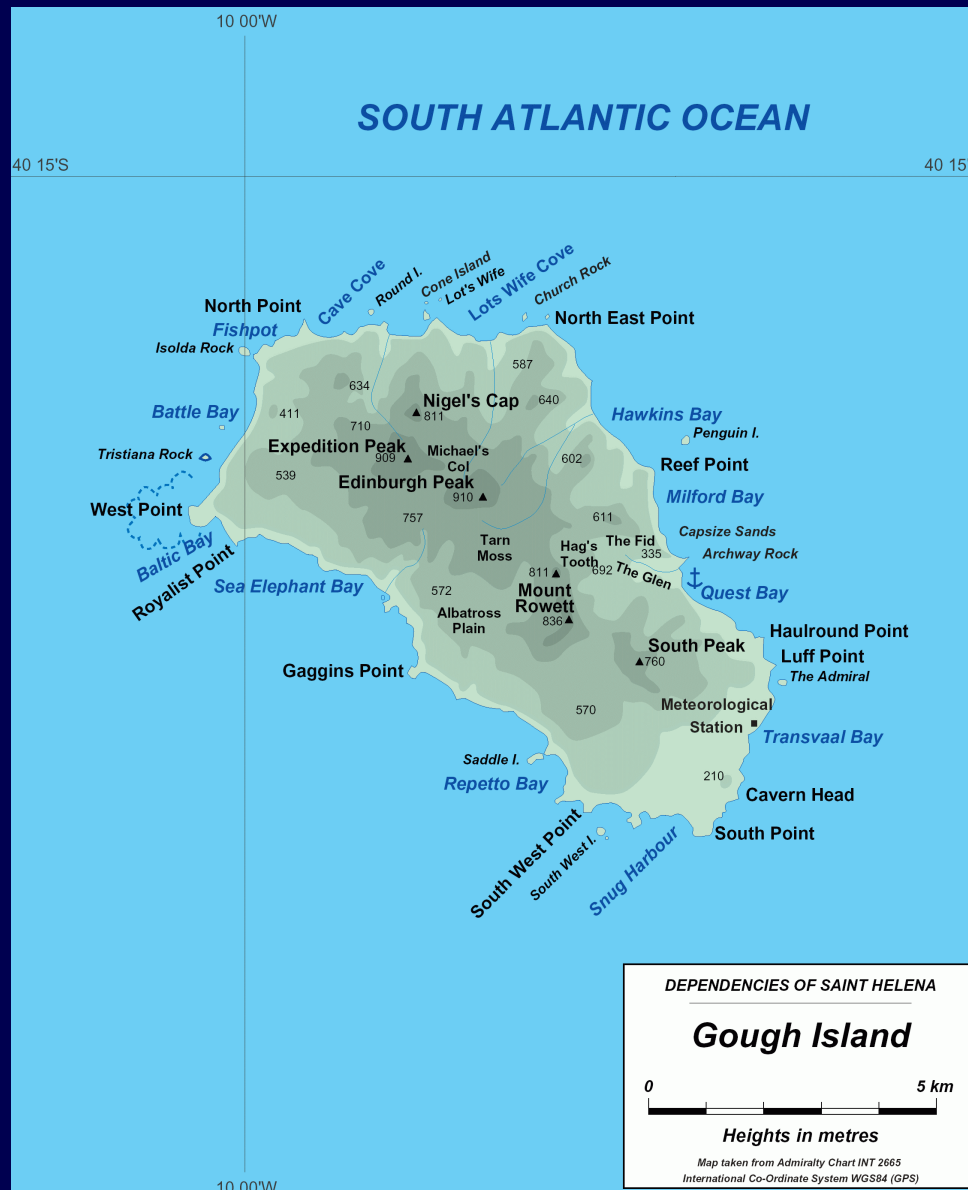 10 00'W
SOUTH ATLANTIC OCEAN
40 15'S
40 15'
North Point
Cave Cove
Round I.
Cone Island
Lot's Wife
Lots Wife Cove
Church Rock
North East Point
Fishpot
Isolda Rock
587
634
640
Nigel's Cap
811
411
Battle Bay
710
Hawkins Bay
Penguin I.
Expedition Peak
909
Michael's
Col
Tristiana Rock
602
Reef Point
539
Edinburgh Peak
910
Milford Bay
West Point
757
611
Capsize Sands
Tarn
Moss
The Fid
335
Archway Rock
Baltic Bay
Royalist Point
Hag's
Tooth
692
The Glen
811
Sea Elephant Bay
572
Mount
Rowett
836
Quest Bay
Albatross
Plain
Haulround Point
South Peak
760
Luff Point
Gaggins Point
The Admiral
570
Meteorological
Station
Transvaal Bay
Saddle I.
Repetto Bay
210
Cavern Head
South West Point
South West I.
Snug Harbour
South Point
DEPENDENCIES OF SAINT HELENA
Gough Island
0
5 km
Heights in metres
Map taken from Admiralty Chart INT 2665
International Co-Ordinate System WGS84 (GPS)
10 00'W